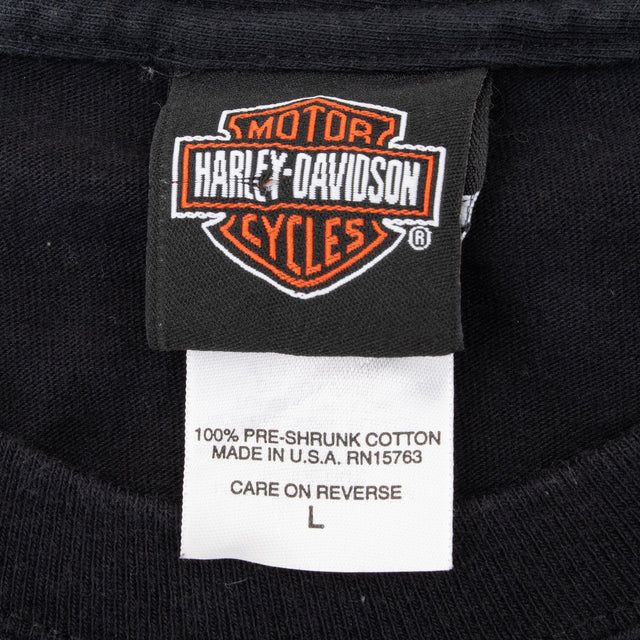 MOTOR
HARLEY-DAVIDSON
CYCLES
®
100% PRE-SHRUNK COTTON
MADE IN U.S.A. RN15763
CARE ON REVERSE
L